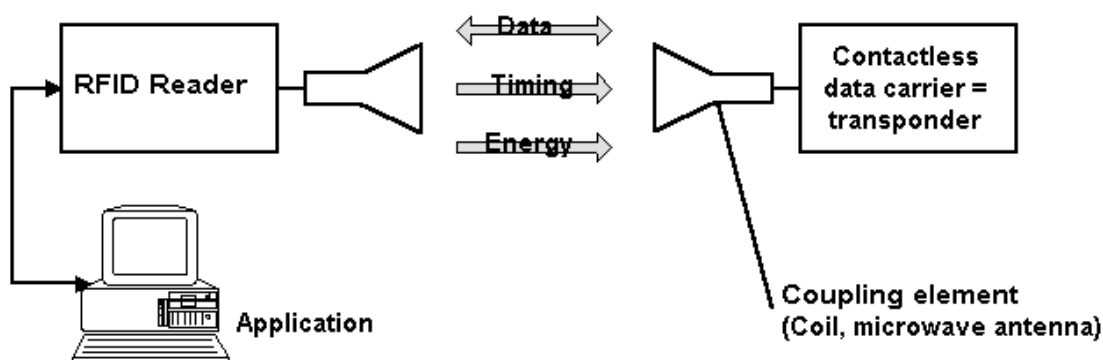 Data
RFID Reader
Timing
Energy
Contactless
data carrier =
transponder
Application
Coupling element
(Coil, microwave antenna)